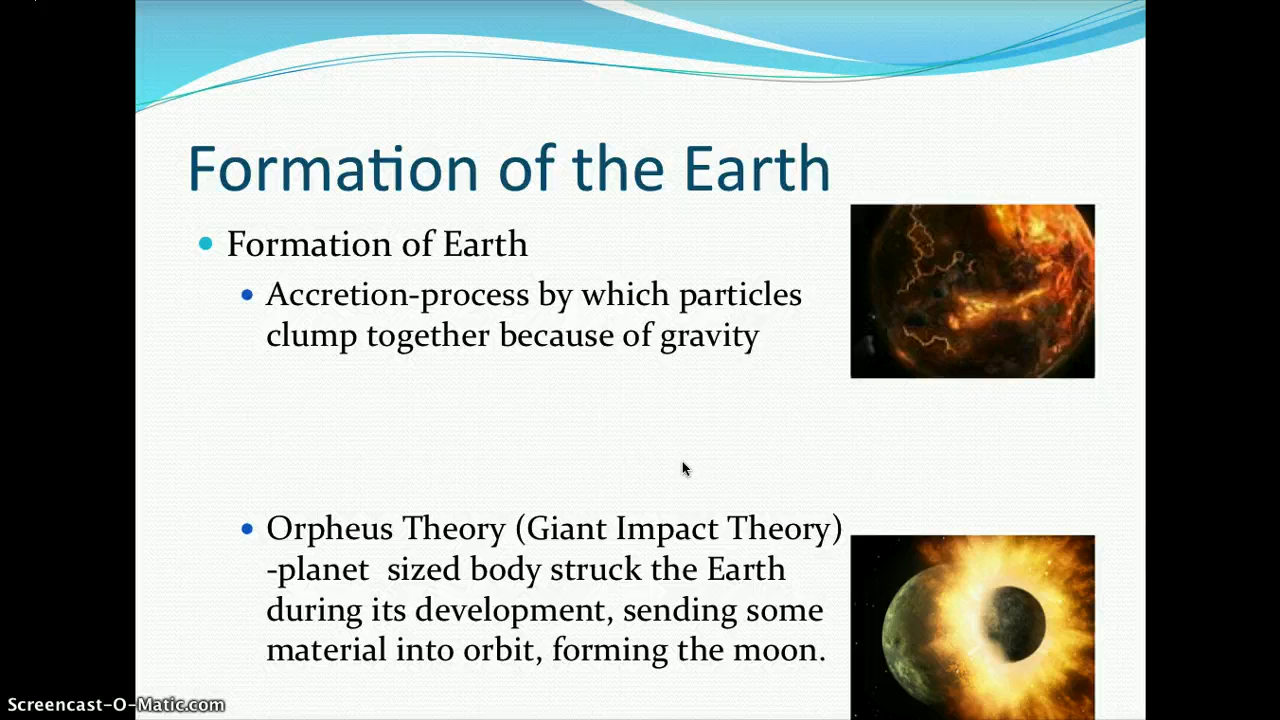 Formation of the Earth
Formation of Earth
Accretion-process by which particles
clump together because of gravity
Orpheus Theory (Giant Impact Theory)
-planet  sized body struck the Earth
during its development, sending some
material into orbit, forming the moon.
Screencast-O-Matic.com